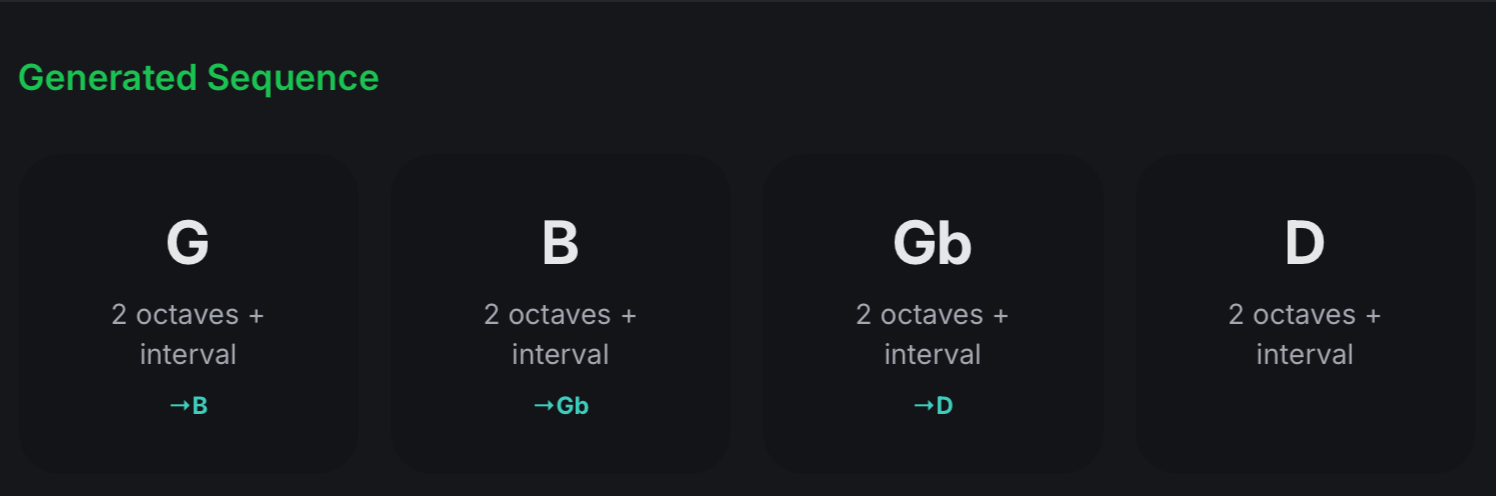 Generated Sequence
G
2 octaves +
interval
→B
B
2 octaves +
interval
→Gb
Gb
2 octaves +
interval
→D
D
2 octaves +
interval